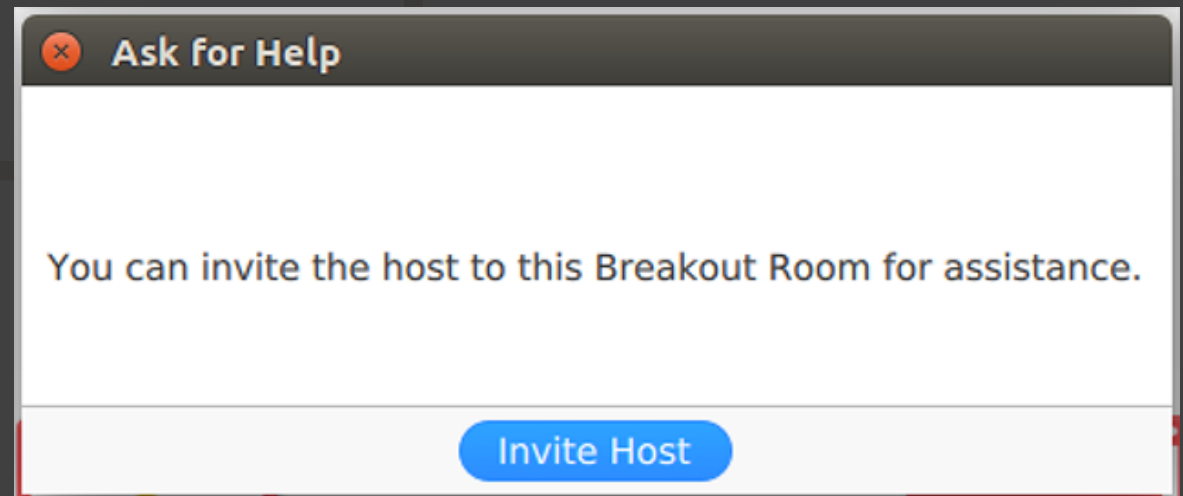 Ask for Help
You can invite the host to this Breakout Room for assistance.
Invite Host